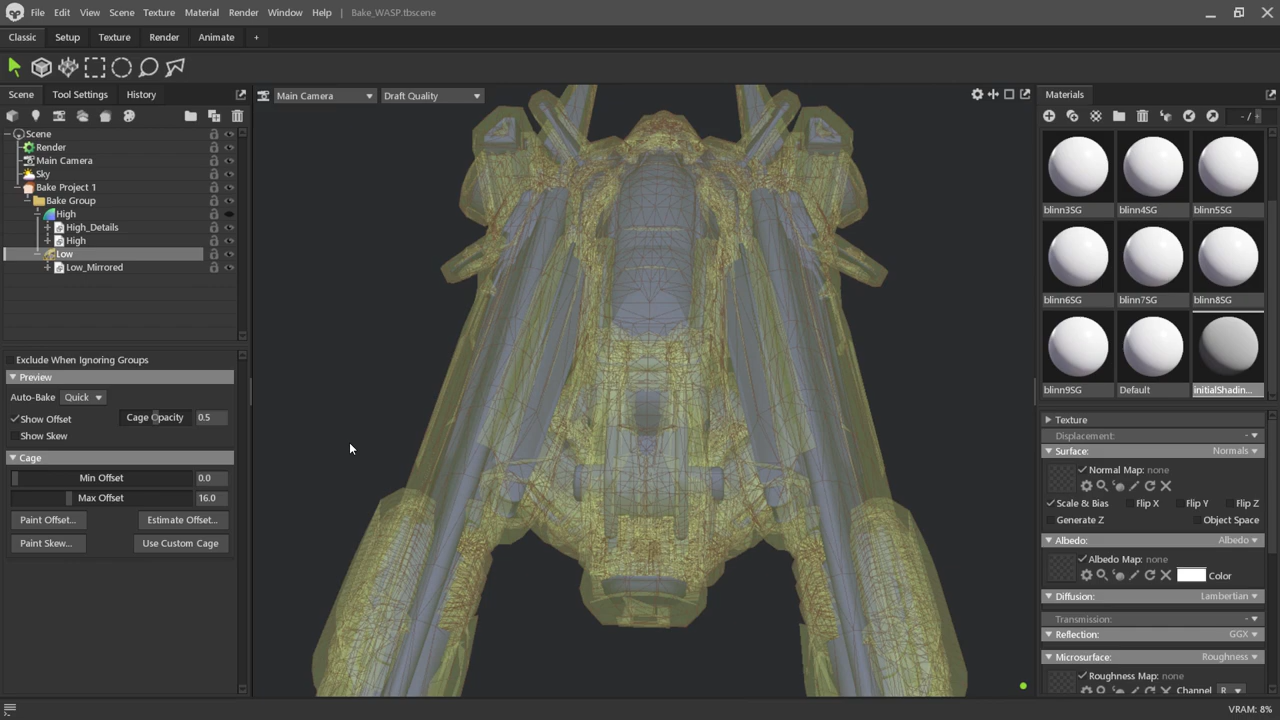 File Edit View Scene Texture Material Render Window Help Bake_WASP.tbscene
Classic Setup Texture Render Animate +
Scene Tool Settings History
Main Camera Draft Quality
Materials
- /
Scene
Render
Main Camera
Sky
Bake Project 1
Bake Group
High
High_Details
High
Low
Low_Mirrored
Exclude When Ignoring Groups
Preview
Auto-Bake Quick
Show Offset Cage Opacity 0.5
Show Skew
Cage
Min Offset 0.0
Max Offset 16.0
Paint Offset... Estimate Offset...
Paint Skew... Use Custom Cage
blinn3SG blinn4SG blinn5SG
blinn6SG blinn7SG blinn8SG
blinn9SG Default initialShadin...
Texture
Displacement: -
Surface: Normals
Normal Map: none
Scale & Bias Flip X Flip Y Flip Z
Generate Z Object Space
Albedo: Albedo
Albedo Map: none
Color
Diffusion: Lambertian
Transmission: -
Reflection: GGX
Microsurface: Roughness
Roughness Map: none
Channel R
VRAM: 8%